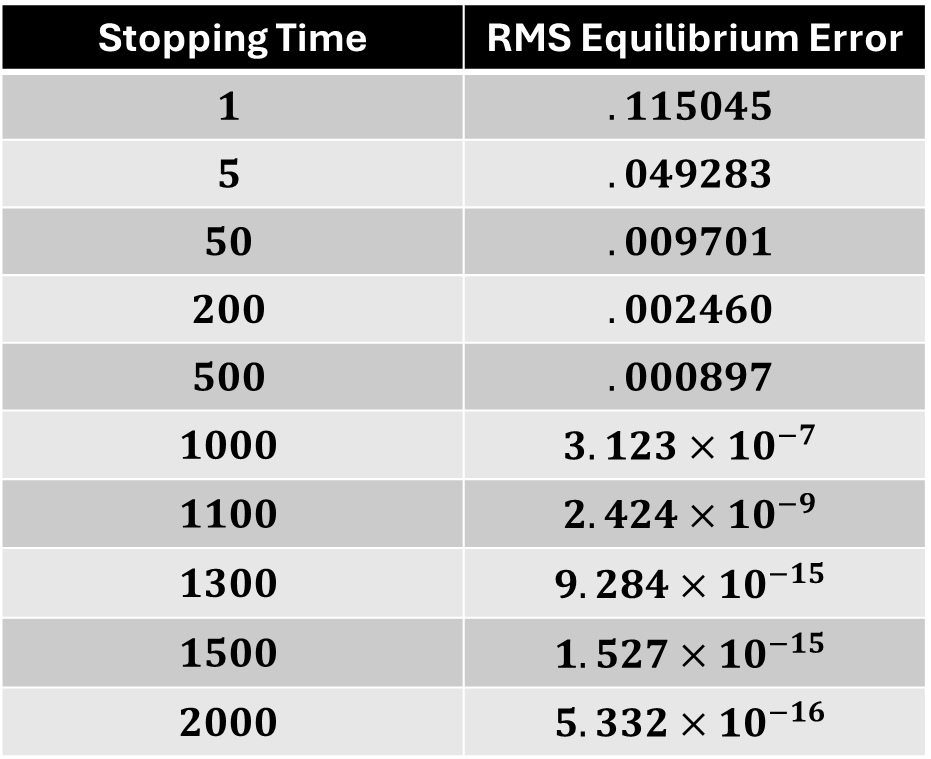 Stopping Time RMS Equilibrium Error
1 .115045
5 .049283
50 .009701
200 .002460
500 .000897
1000 3.123 × 10⁻⁷
1100 2.424 × 10⁻⁹
1300 9.284 × 10⁻¹⁵
1500 1.527 × 10⁻¹⁵
2000 5.332 × 10⁻¹⁶